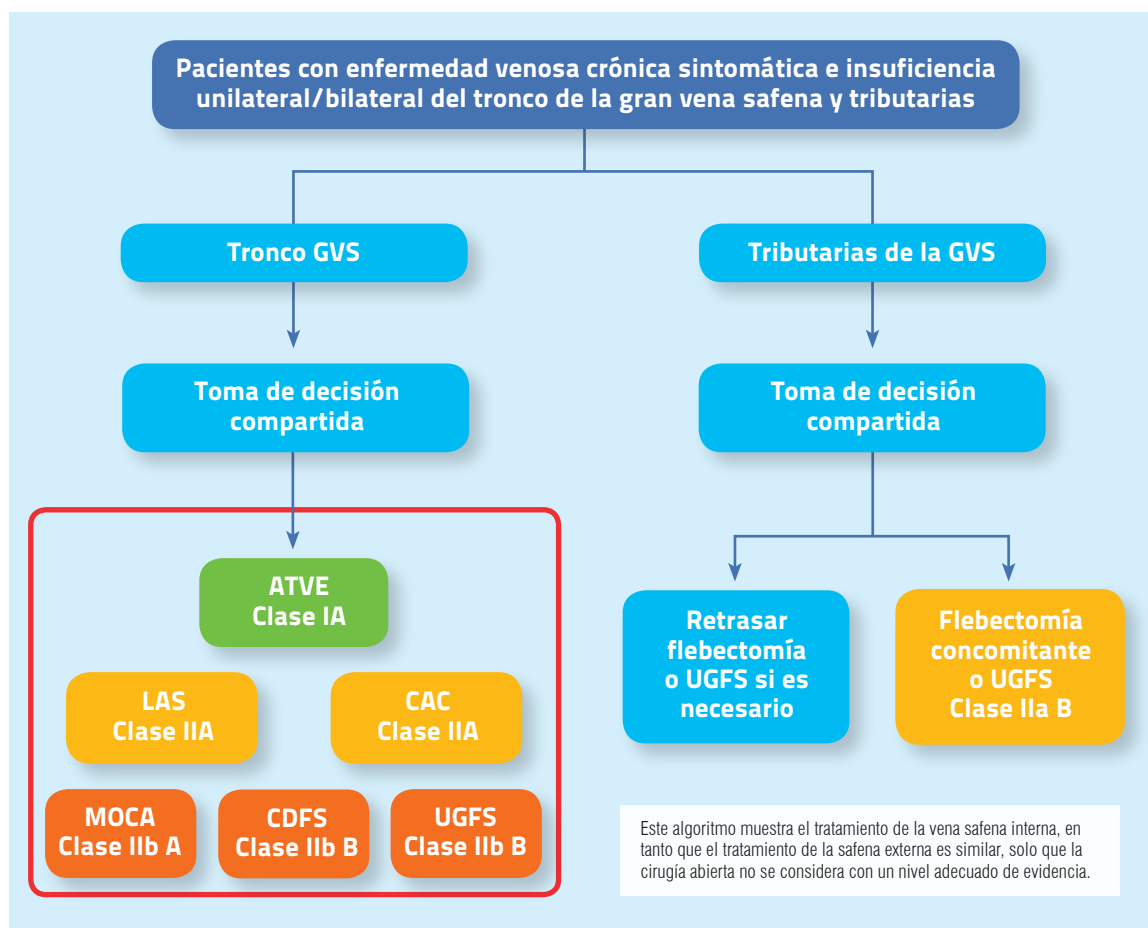 Pacientes con enfermedad venosa crónica sintomática e insuficiencia
unilateral/bilateral del tronco de la gran vena safena y tributarias
Tronco GVS
Tributarias de la GVS
Toma de decisión
compartida
Toma de decisión
compartida
ATVE
Clase IA
LAS
Clase IIA
CAC
Clase IIA
MOCA
Clase IIb A
CDFS
Clase IIb B
UGFS
Clase IIb B
Retrasar
flebectomía
o UGFS si es
necesario
Flebectomía
concomitante
o UGFS
Clase IIa B
Este algoritmo muestra el tratamiento de la vena safena interna, en
tanto que el tratamiento de la safena externa es similar, solo que la
cirugía abierta no se considera con un nivel adecuado de evidencia.